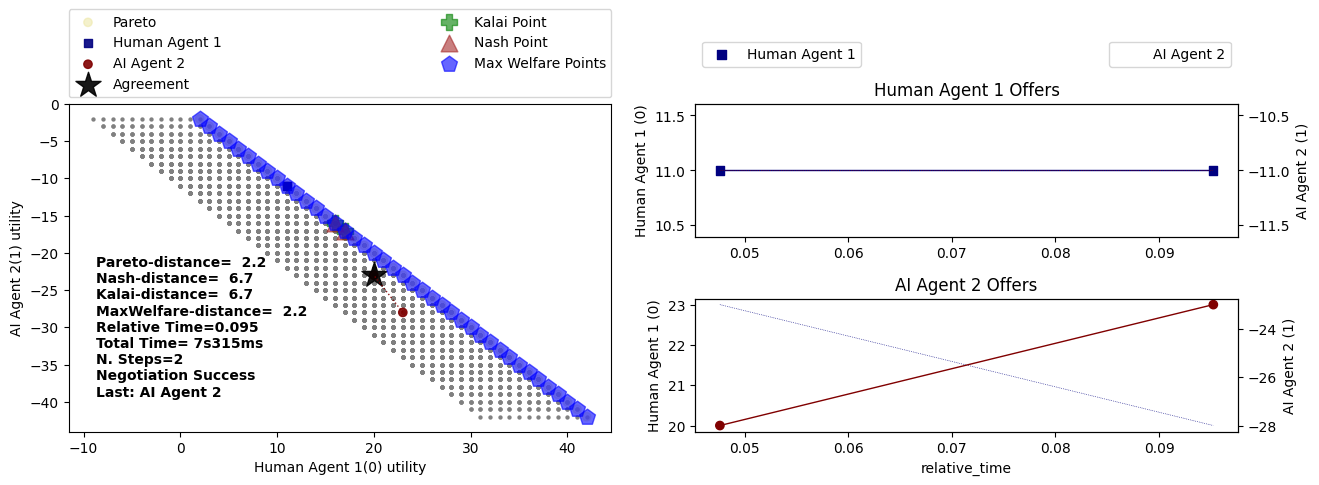 Pareto
Human Agent 1
AI Agent 2
Agreement
Kalai Point
Nash Point
Max Welfare Points
0
−5
−10
−15
−20
−25
−30
−35
−40
AI Agent 2(1) utility
Pareto-distance=  2.2
Nash-distance=  6.7
Kalai-distance=  6.7
MaxWelfare-distance=  2.2
Relative Time=0.095
Total Time= 7s315ms
N. Steps=2
Negotiation Success
Last: AI Agent 2
−10
0
10
20
30
40
Human Agent 1(0) utility
Human Agent 1
AI Agent 2
Human Agent 1 Offers
Human Agent 1 (0)
11.5
11.0
10.5
−10.5
−11.0
−11.5
AI Agent 2 (1)
0.05
0.06
0.07
0.08
0.09
AI Agent 2 Offers
Human Agent 1 (0)
23
22
21
20
−24
−26
−28
AI Agent 2 (1)
0.05
0.06
0.07
0.08
0.09
relative_time